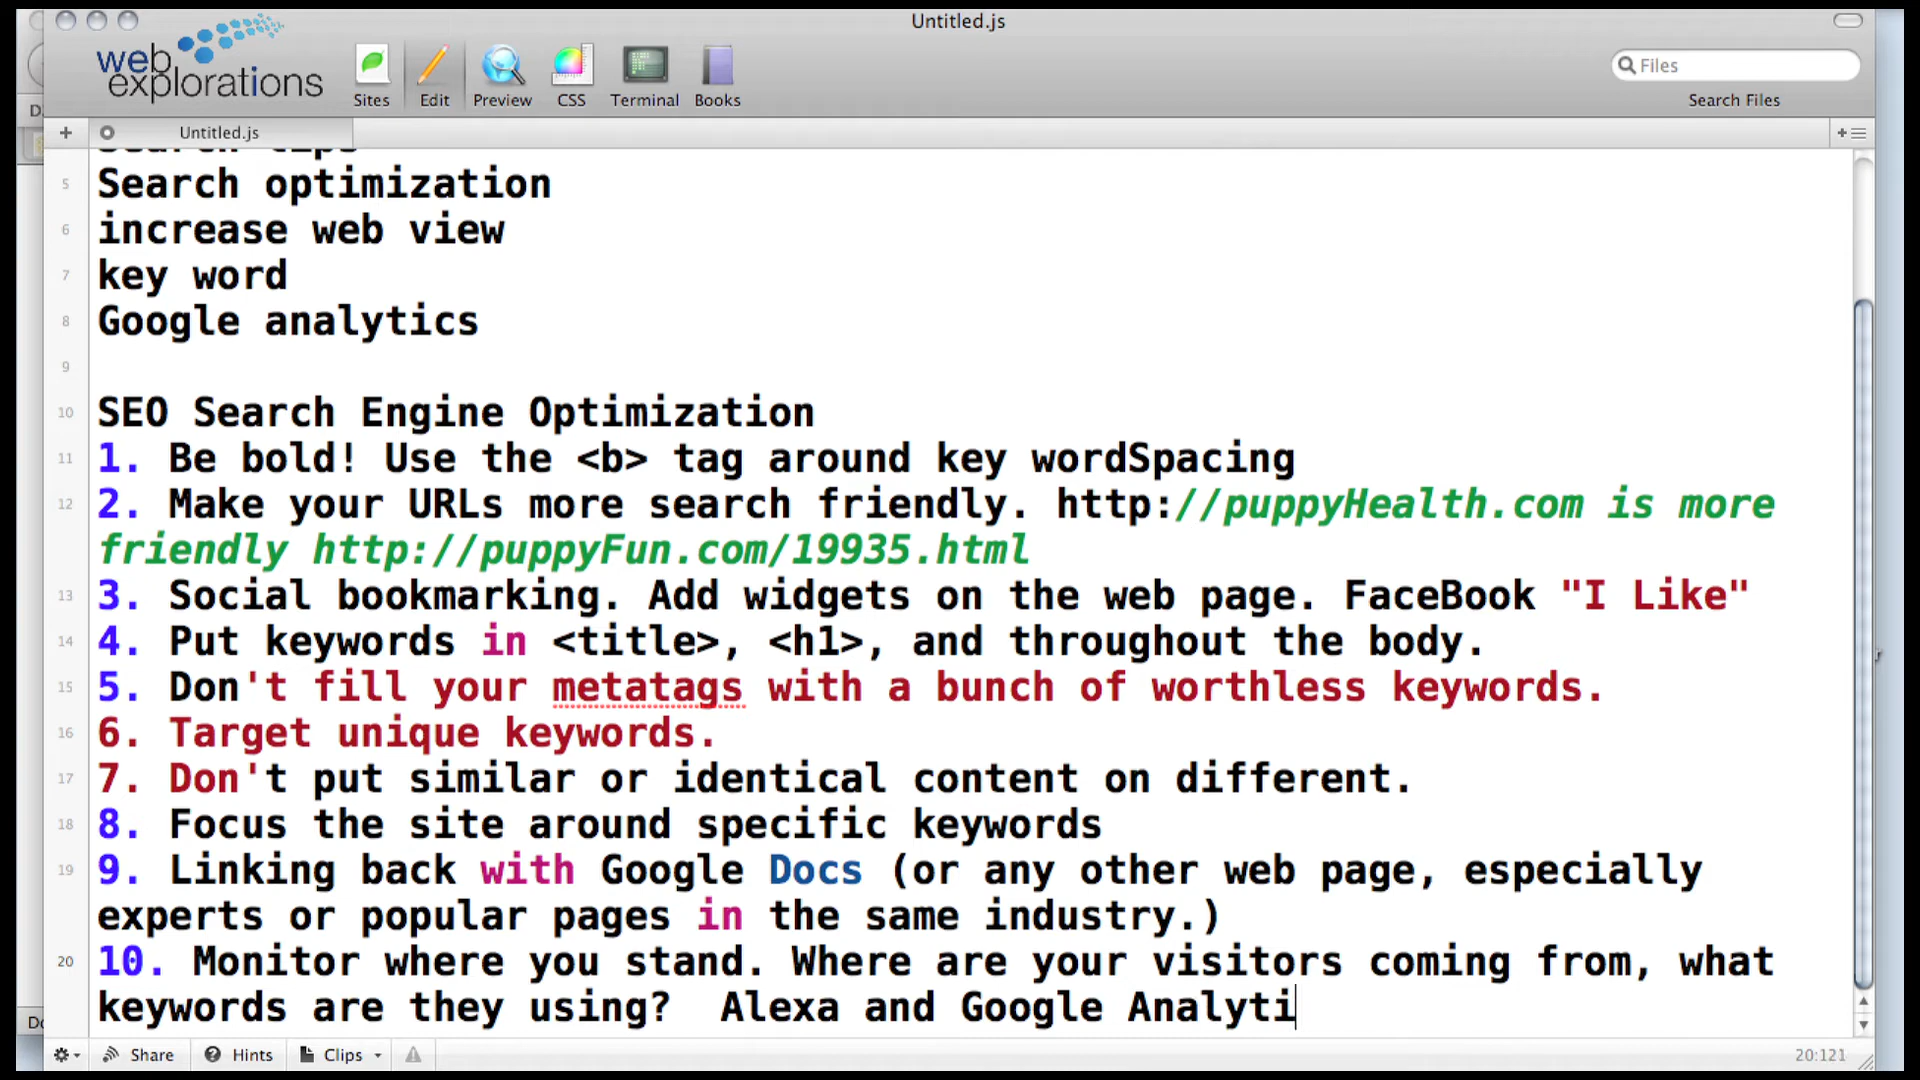 Untitled.js
web
explorations
Sites
Edit
Preview
CSS
Terminal
Books
Files
Search Files
Untitled.js
5 Search optimization
6 increase web view
7 key word
8 Google analytics
9
10 SEO Search Engine Optimization
11 1. Be bold! Use the <b> tag around key wordSpacing
12 2. Make your URLs more search friendly. http://puppyHealth.com is more
friendly http://puppyFun.com/19935.html
13 3. Social bookmarking. Add widgets on the web page. FaceBook "I Like"
14 4. Put keywords in <title>, <h1>, and throughout the body.
15 5. Don't fill your metatags with a bunch of worthless keywords.
16 6. Target unique keywords.
17 7. Don't put similar or identical content on different.
18 8. Focus the site around specific keywords
19 9. Linking back with Google Docs (or any other web page, especially
experts or popular pages in the same industry.)
20 10. Monitor where you stand. Where are your visitors coming from, what
keywords are they using?  Alexa and Google Analyti
Share
Hints
Clips
20:121